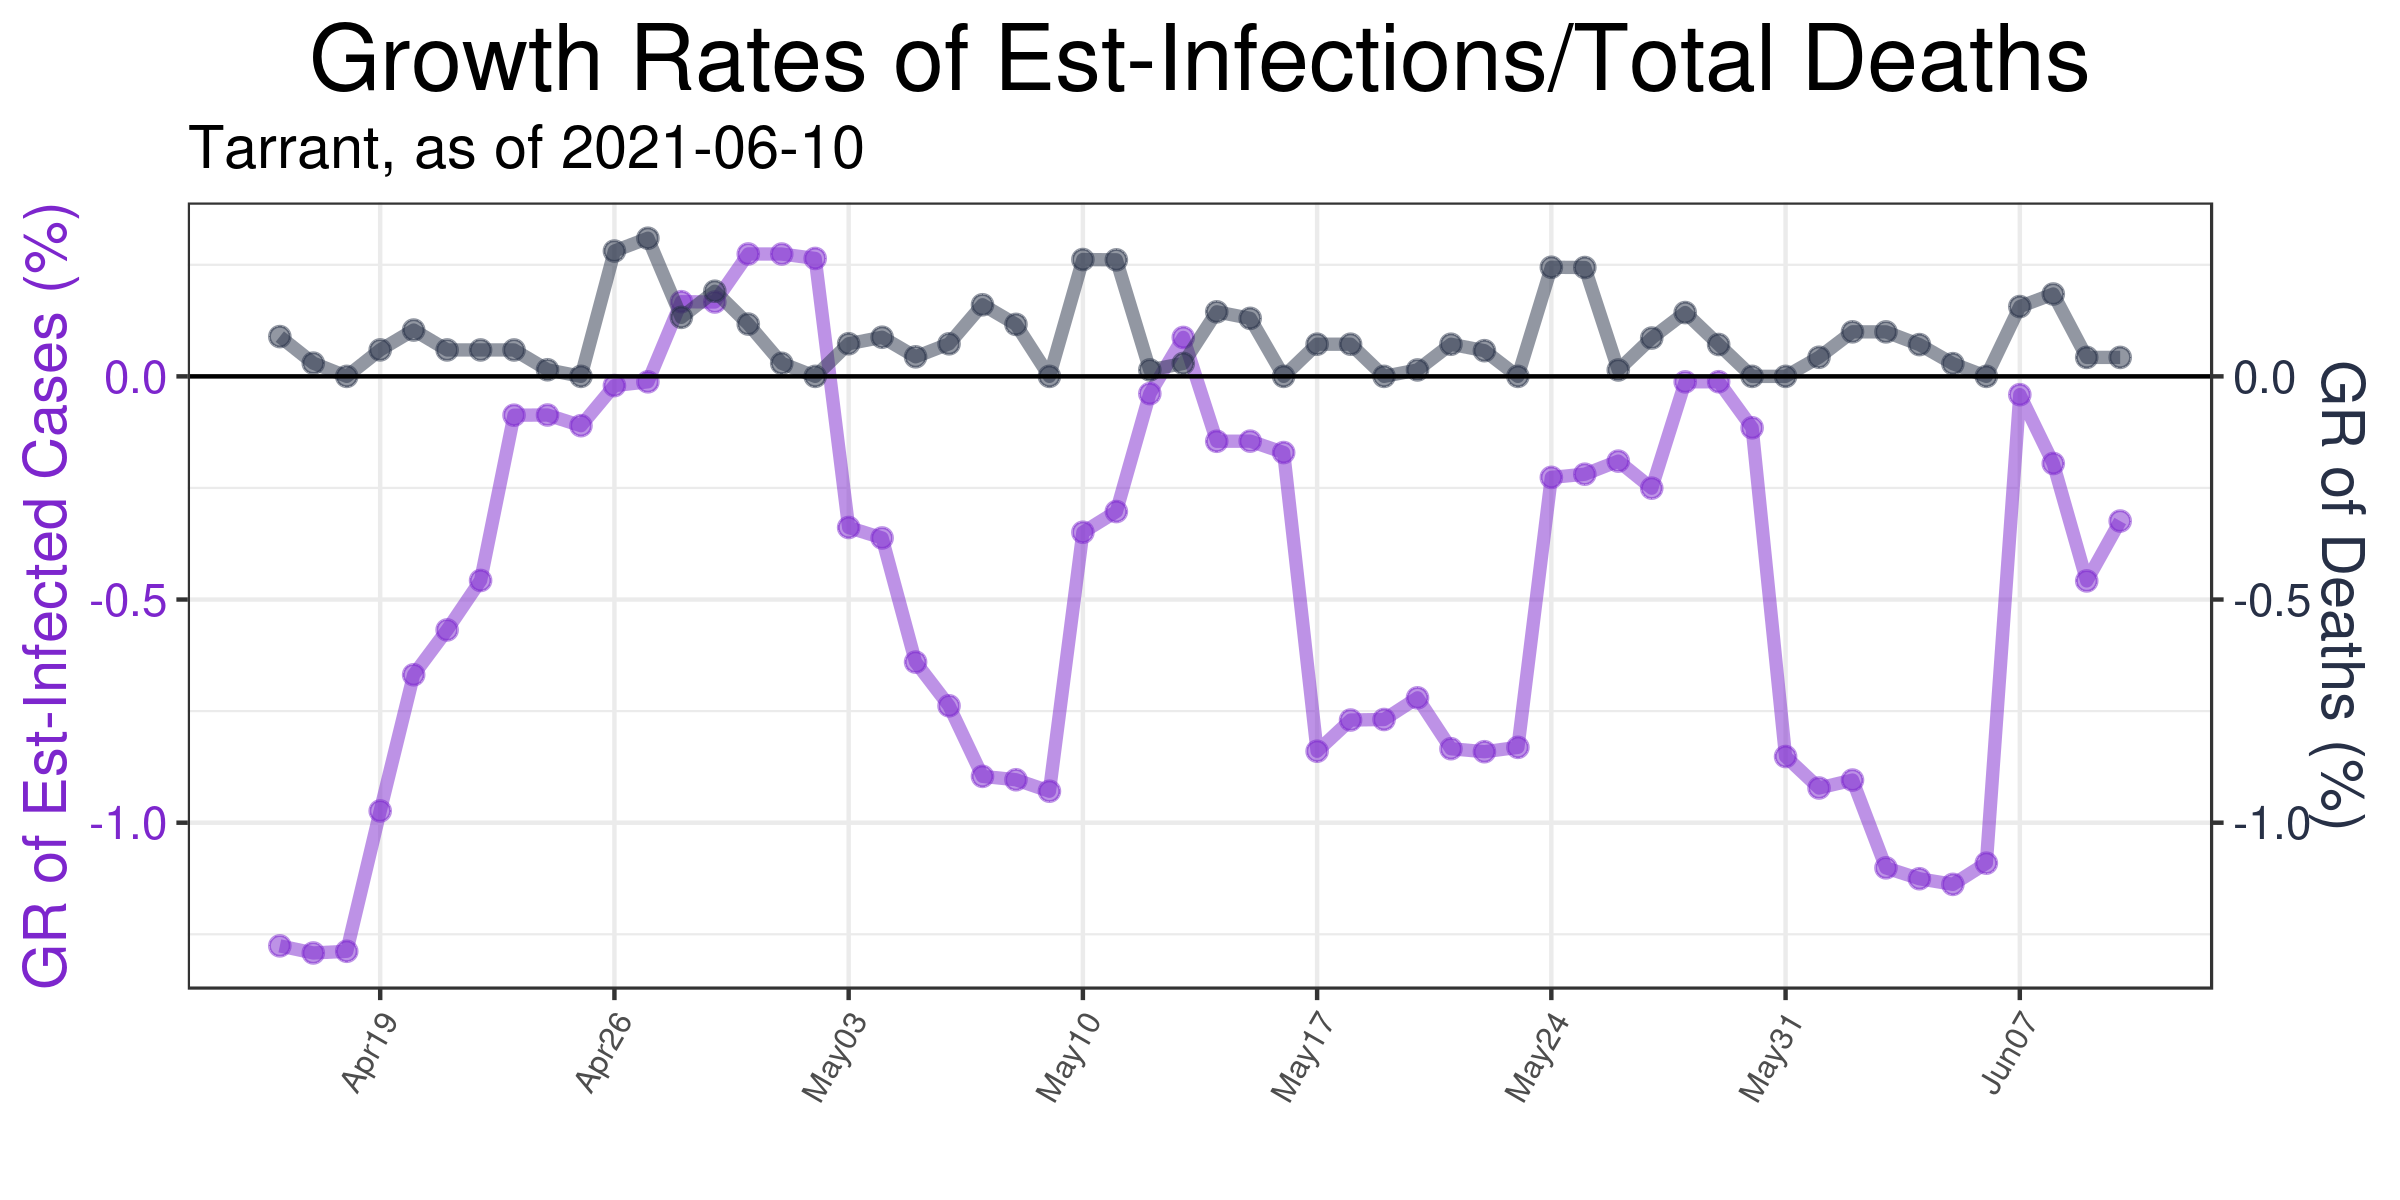 Growth Rates of Est-Infections/Total Deaths
Tarrant, as of 2021-06-10
GR of Est-Infected Cases (%)
0.0
-0.5
-1.0
0.0
-0.5
-1.0
GR of Deaths (%)
Apr19
Apr26
May03
May10
May17
May24
May31
Jun07